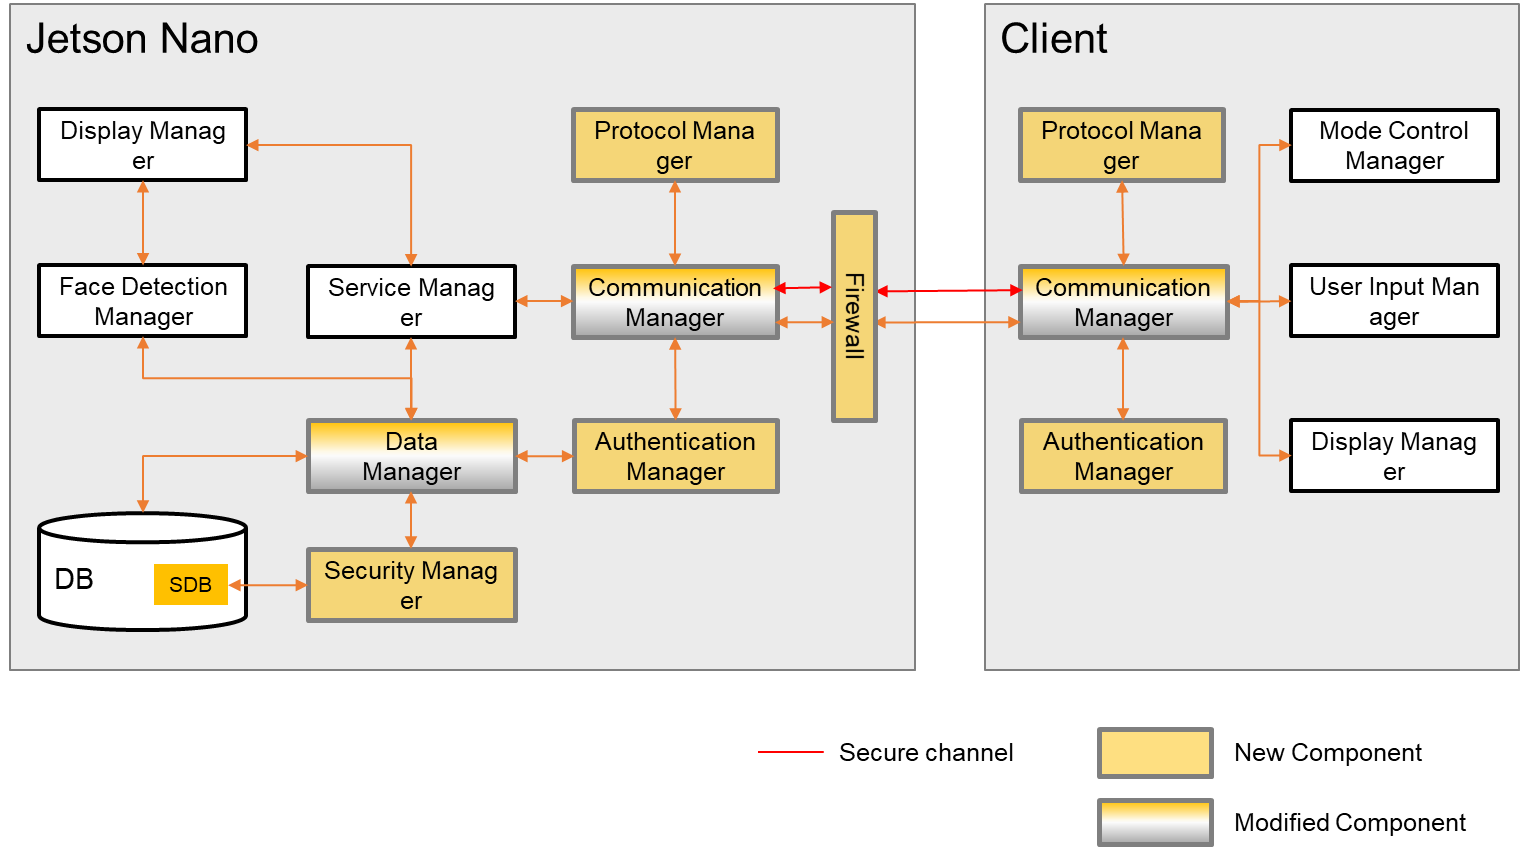 Jetson Nano
Display Manag
er
Protocol Mana
ger
Face Detection
Manager
Service Manag
er
Communication
Manager
Firewall
Data
Manager
Authentication
Manager
DB
SDB
Security Manag
er
Client
Protocol Mana
ger
Mode Control
Manager
Communication
Manager
User Input Man
ager
Authentication
Manager
Display Manag
er
Secure channel
New Component
Modified Component